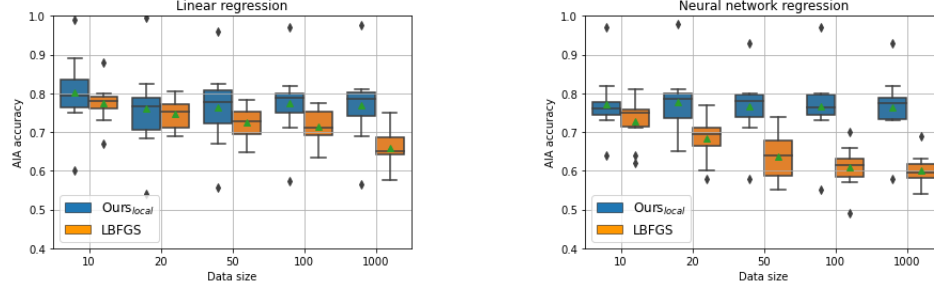 Linear regression
AIA accuracy
1.0
0.9
0.8
0.7
0.6
0.5
0.4
Ours_local
LBFGS
10 20 50 100 1000
Data size
Neural network regression
AIA accuracy
1.0
0.9
0.8
0.7
0.6
0.5
0.4
Ours_local
LBFGS
10 20 50 100 1000
Data size